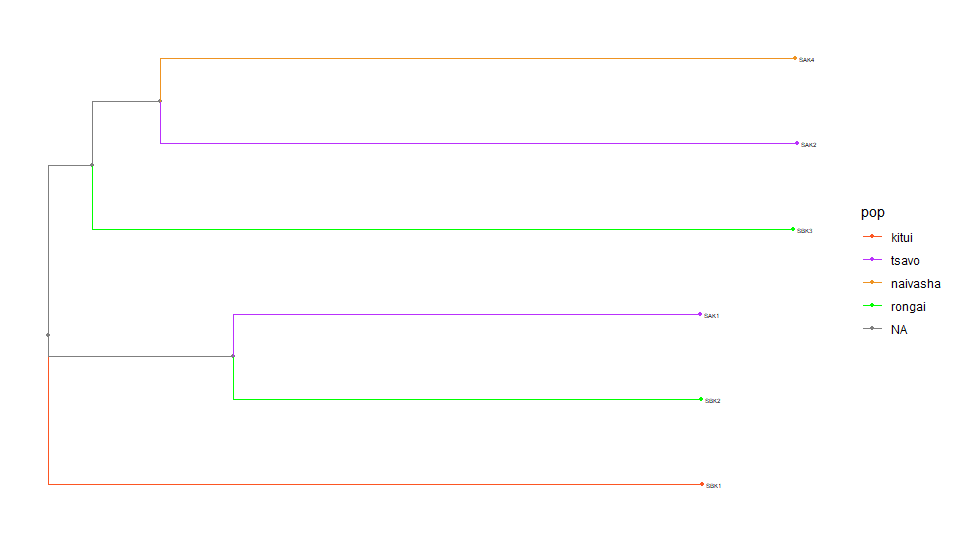 SAK4
SAK2
SBK3
SAK1
SBK2
SBK1
pop
kitui
tsavo
naivasha
rongai
NA